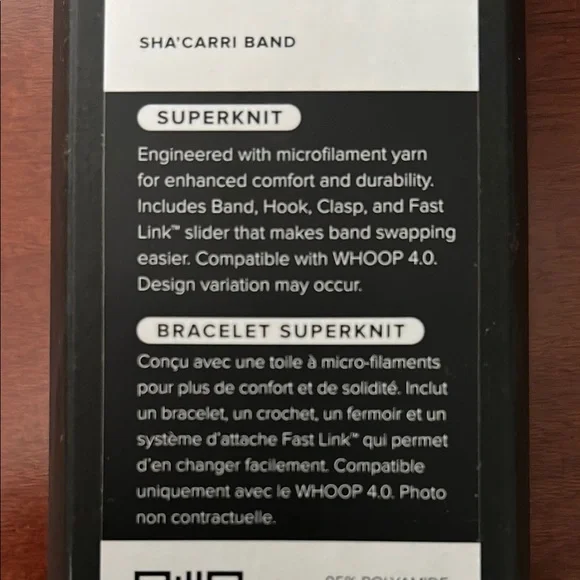 SHA'CARRI BAND
SUPERKNIT
Engineered with microfilament yarn
for enhanced comfort and durability.
Includes Band, Hook, Clasp, and Fast
Link™ slider that makes band swapping
easier. Compatible with WHOOP 4.0.
Design variation may occur.
BRACELET SUPERKNIT
Conçu avec une toile à micro-filaments
pour plus de confort et de solidité. Inclut
un bracelet, un crochet, un fermoir et un
système d'attache Fast Link™ qui permet
d'en changer facilement. Compatible
uniquement avec le WHOOP 4.0. Photo
non contractuelle.
POLYAMIDE